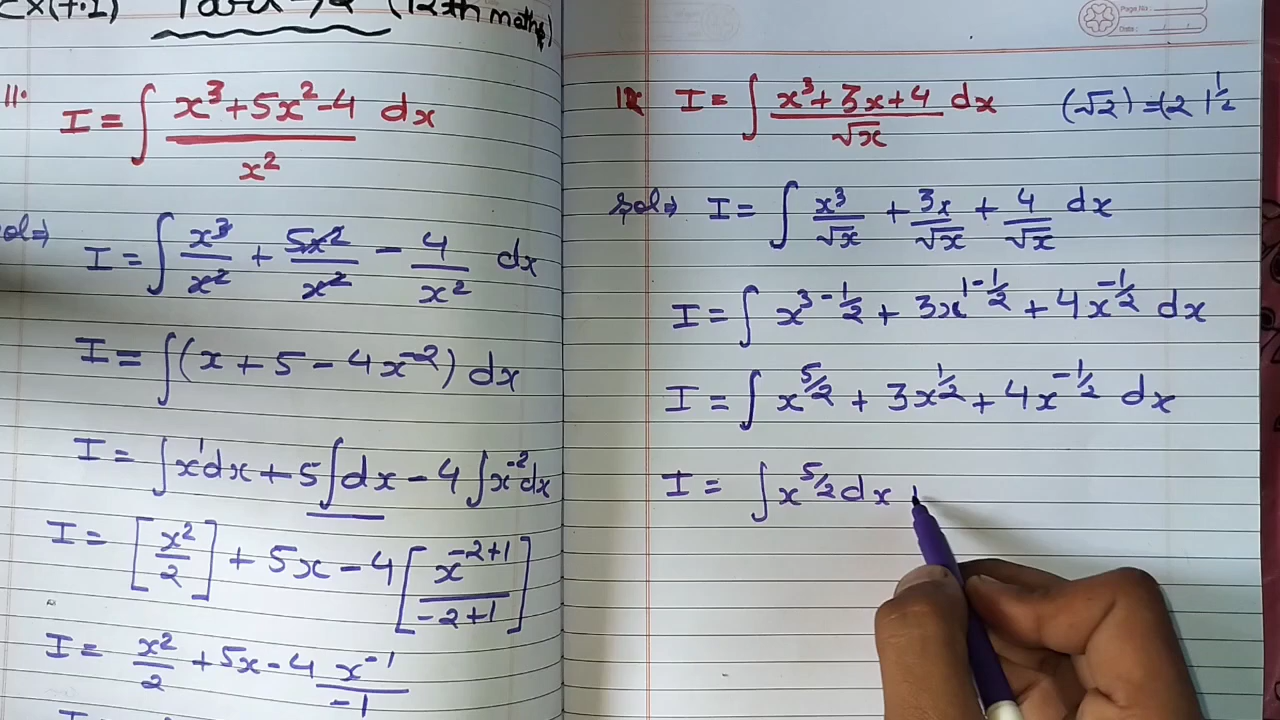 Ex(7.1) Part → 2 (12th maths)
11. I = ∫ x³+5x²-4 / x² dx
sol⇒ I = ∫ x³/x² + 5x²/x² - 4/x² dx
I = ∫(x + 5 - 4x⁻²) dx
I = ∫x¹dx + 5∫dx - 4∫x⁻²dx
I = [x²/2] + 5x - 4[x⁻²⁺¹/-2+1]
I = x²/2 + 5x - 4 x⁻¹/-1
Page No.:
Date:
12. I = ∫ x³+3x+4 / √x dx (√2) = (2)^1/2
sol⇒ I = ∫ x³/√x + 3x/√x + 4/√x dx
I = ∫ x^3-1/2 + 3x^1-1/2 + 4x^-1/2 dx
I = ∫ x^5/2 + 3x^1/2 + 4x^-1/2 dx
I = ∫ x^5/2 dx